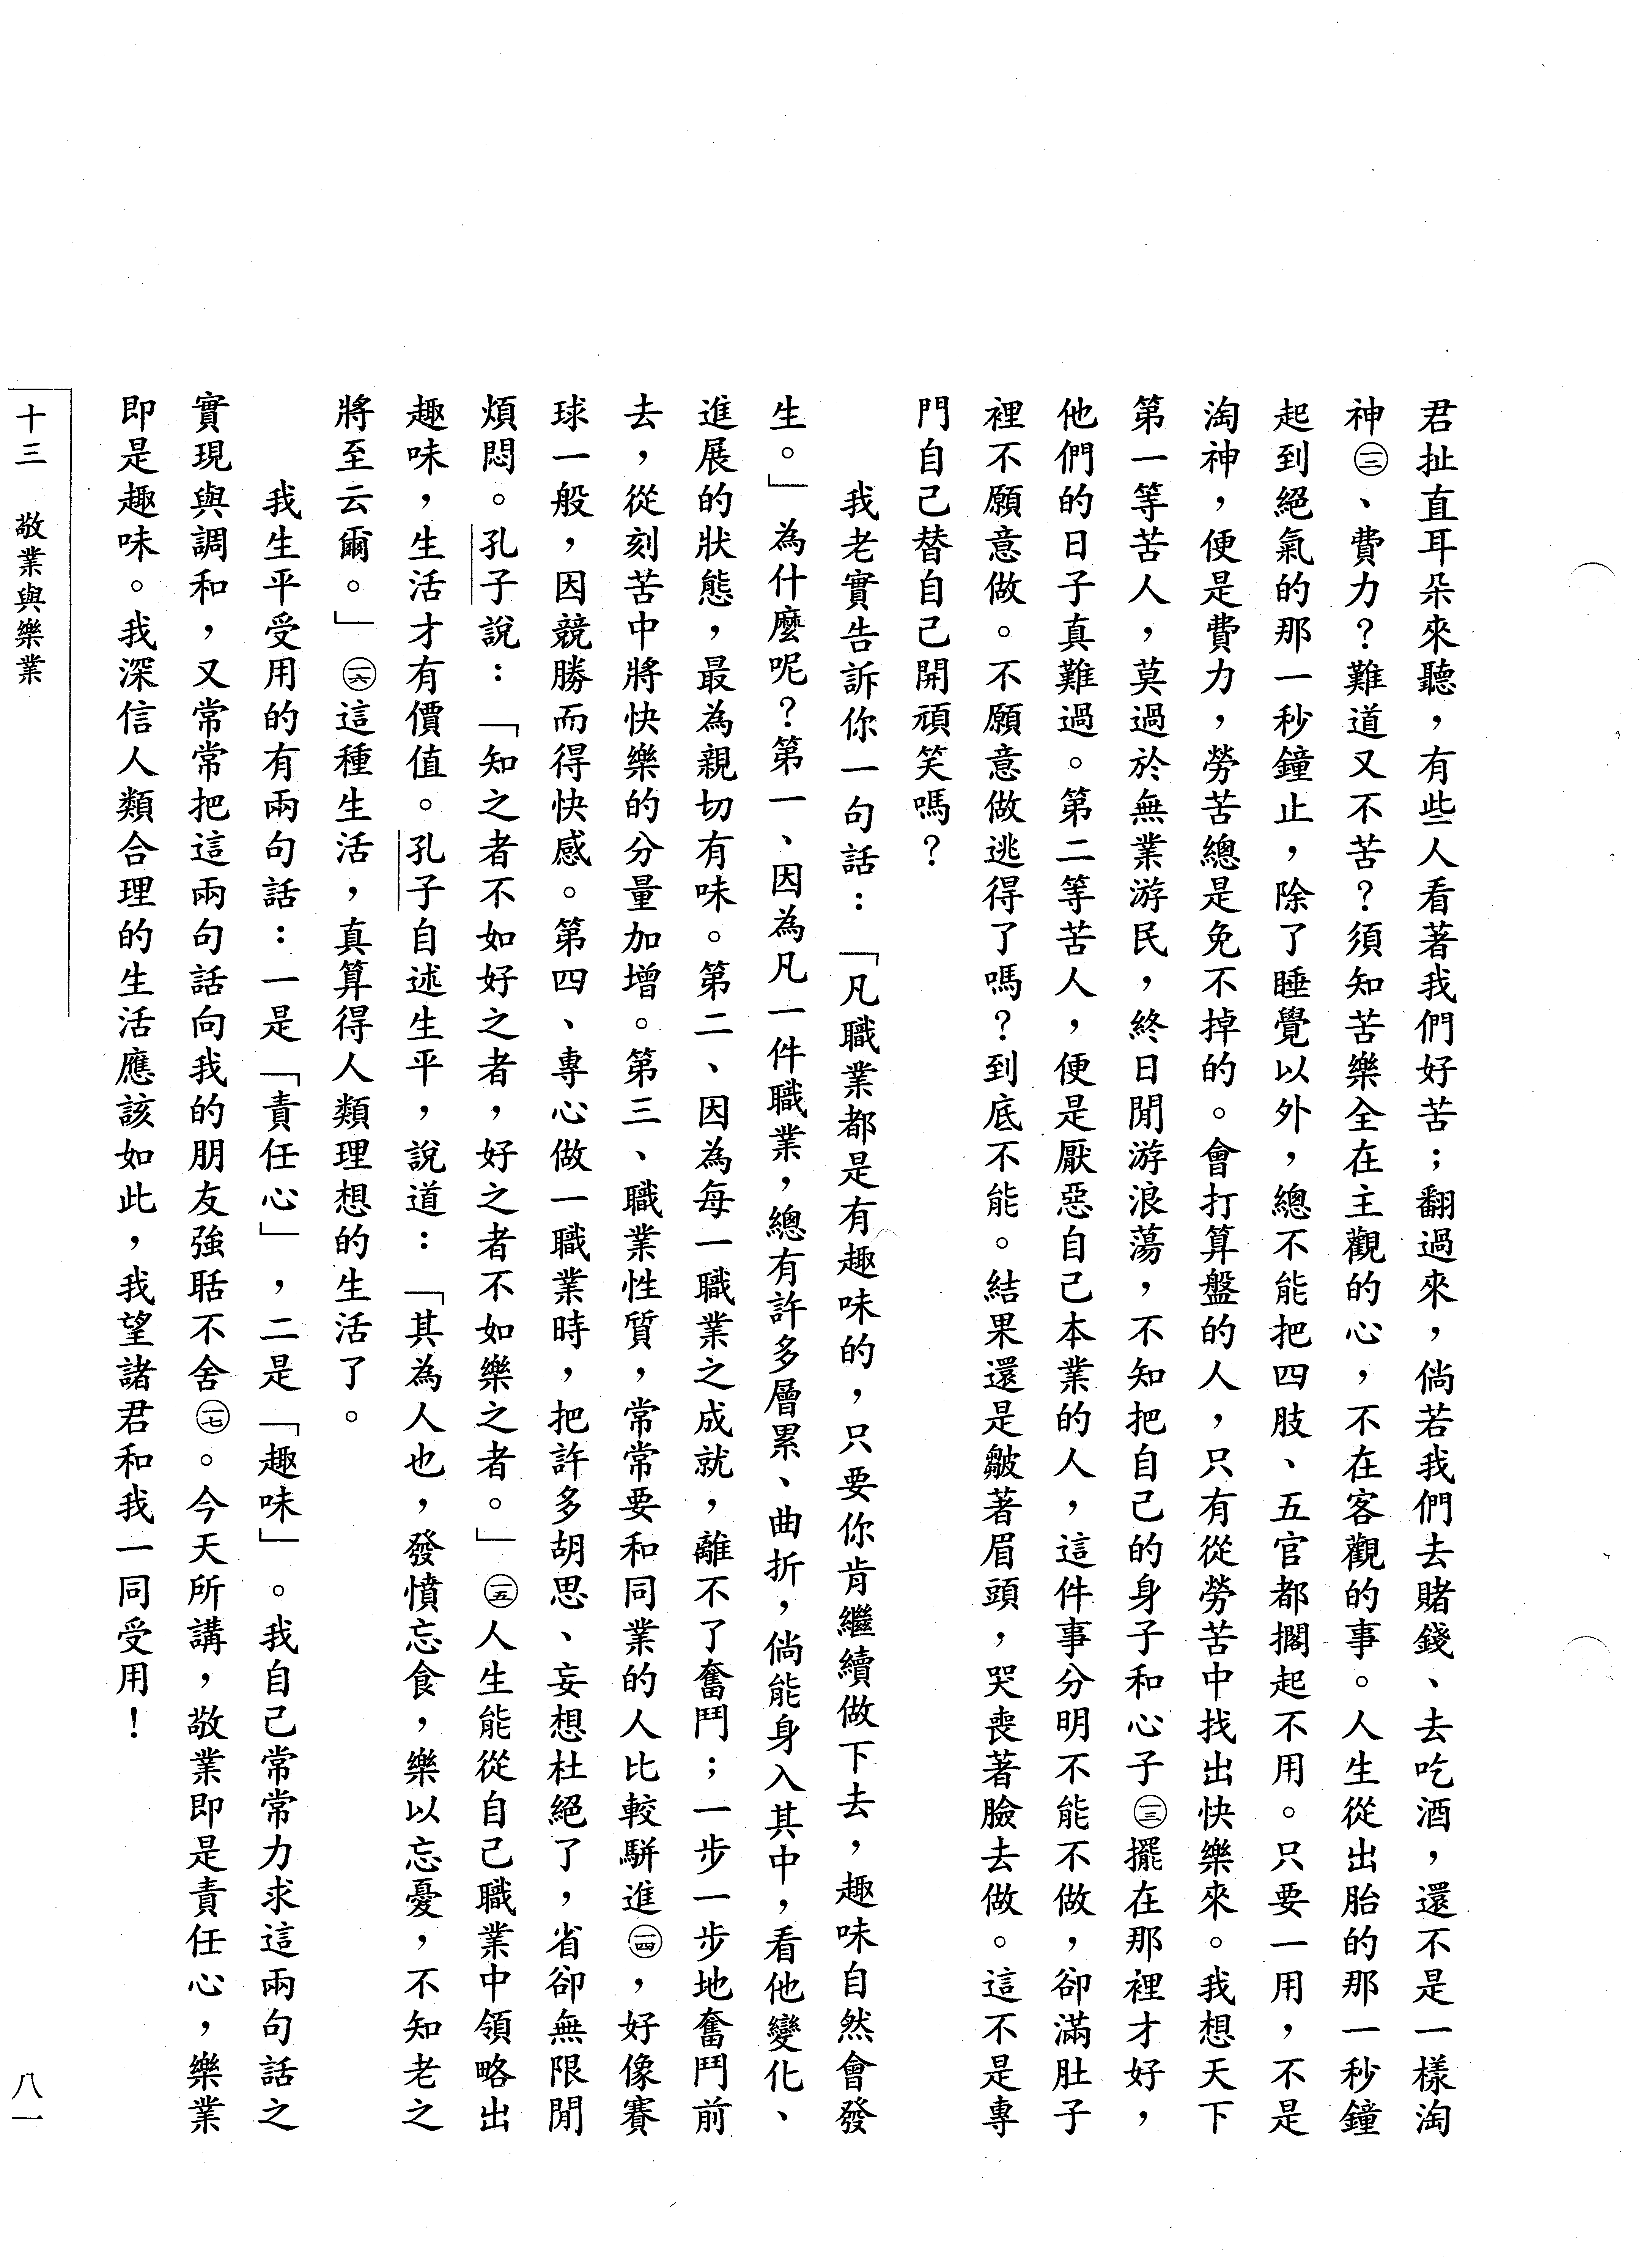 君扯直耳朵來聽，有些人看著我們好苦；翻過來，倘若我們去賭錢、去吃酒，還不是一樣淘
神㊀㊁、費力？難道又不苦？須知苦樂全在主觀的心，不在客觀的事。人生從出胎的那一秒鐘
起到絕氣的那一秒鐘止，除了睡覺以外，總不能把四肢、五官都擱起不用。只要一用，不是
淘神，便是費力，勞苦總是免不掉的。會打算盤的人，只有從勞苦中找出快樂來。我想天下
第一等苦人，莫過於無業游民，終日閒游浪蕩，不知把自己的身子和心子㊀㊂擺在那裡才好，
他們的日子真難過。第二等苦人，便是厭惡自己本業的人，這件事分明不能不做，卻滿肚子
裡不願意做。不願意做逃得了嗎？到底不能。結果還是皺著眉頭，哭喪著臉去做。這不是專
門自己替自己開頑笑嗎？
我老實告訴你一句話：「凡職業都是有趣味的，只要你肯繼續做下去，趣味自然會發
生。」為什麼呢？第一、因為凡一件職業，總有許多層累、曲折，倘能身入其中，看他變化、
進展的狀態，最為親切有味。第二、因為每一職業之成就，離不了奮鬥；一步一步地奮鬥前
去，從刻苦中將快樂的分量加增。第三、職業性質，常常要和同業的人比較駢進㊀㊃，好像賽
球一般，因競勝而得快感。第四、專心做一職業時，把許多胡思、妄想杜絕了，省卻無限閒
煩悶。孔子說：「知之者不如好之者，好之者不如樂之者。」㊀㊄人生能從自己職業中領略出
趣味，生活才有價值。孔子自述生平，說道：「其為人也，發憤忘食，樂以忘憂，不知老之
將至云爾。」㊀㊅這種生活，真算得人類理想的生活了。
我生平受用的有兩句話：一是「責任心」，二是「趣味」。我自己常常力求這兩句話之
實現與調和，又常常把這兩句話向我的朋友強聒不舍㊀㊆。今天所講，敬業即是責任心，樂業
即是趣味。我深信人類合理的生活應該如此，我望諸君和我一同受用！
十三　敬業與樂業
八一